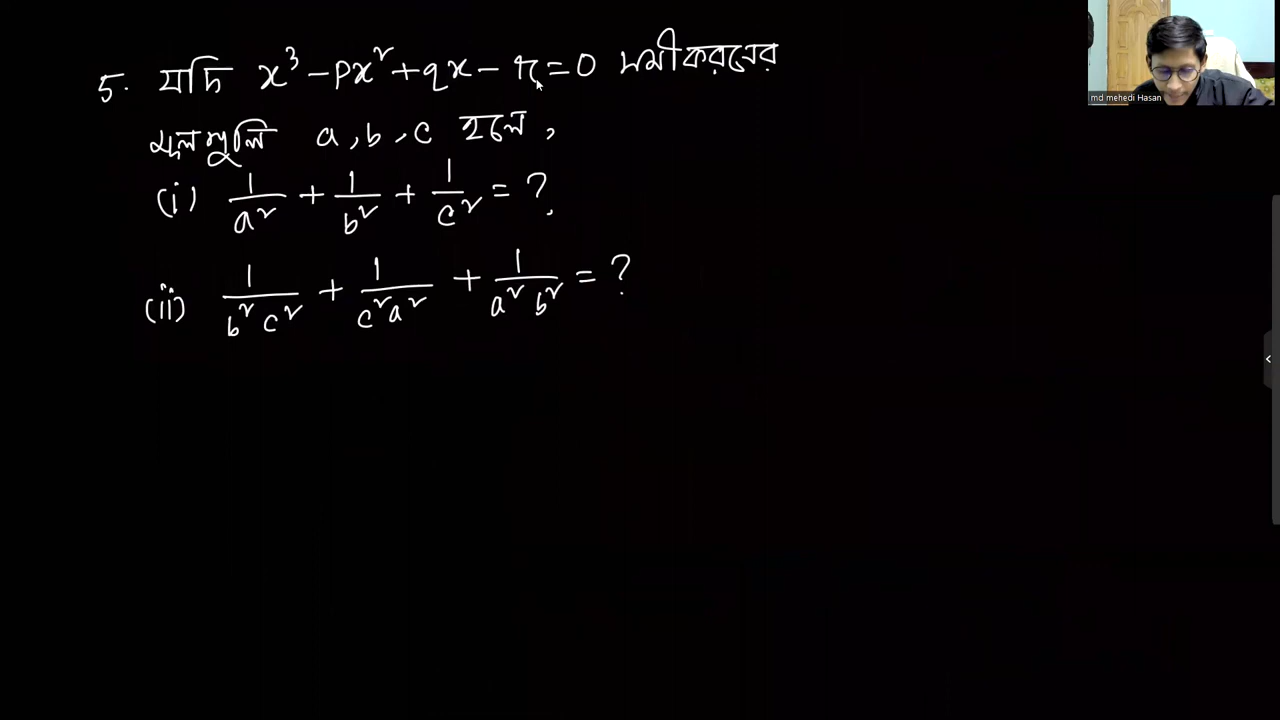 5. যদি x³ - px² + qx - r = 0 সমীকরনের
মূলগুলি a, b, c হলে,
(i) 1/a² + 1/b² + 1/c² = ?
(ii) 1/b²c² + 1/c²a² + 1/a²b² = ?
md mehedi Hasan